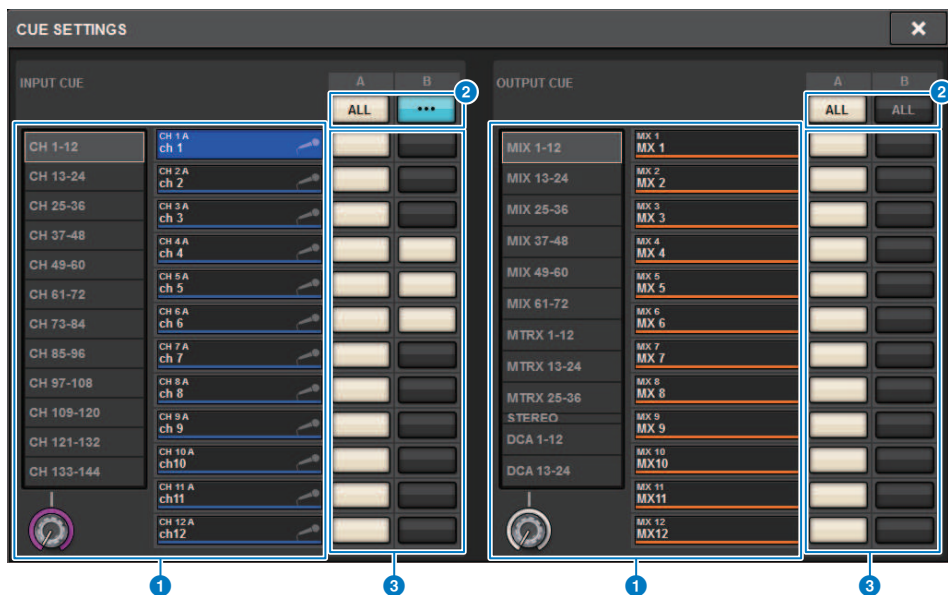 CUE SETTINGS
INPUT CUE
A B
2
ALL •••
CH 1-12
CH 13-24
CH 25-36
CH 37-48
CH 49-60
CH 61-72
CH 73-84
CH 85-96
CH 97-108
CH 109-120
CH 121-132
CH 133-144
CH 1 A
ch 1
CH 2 A
ch 2
CH 3 A
ch 3
CH 4 A
ch 4
CH 5 A
ch 5
CH 6 A
ch 6
CH 7 A
ch 7
CH 8 A
ch 8
CH 9 A
ch 9
CH 10 A
ch10
CH 11 A
ch11
CH 12 A
ch12
1
3
OUTPUT CUE
A B
2
ALL ALL
MIX 1-12
MIX 13-24
MIX 25-36
MIX 37-48
MIX 49-60
MIX 61-72
MTRX 1-12
MTRX 13-24
MTRX 25-36
STEREO
DCA 1-12
DCA 13-24
MX 1
MX 1
MX 2
MX 2
MX 3
MX 3
MX 4
MX 4
MX 5
MX 5
MX 6
MX 6
MX 7
MX 7
MX 8
MX 8
MX 9
MX 9
MX 10
MX10
MX 11
MX11
MX 12
MX12
1
3